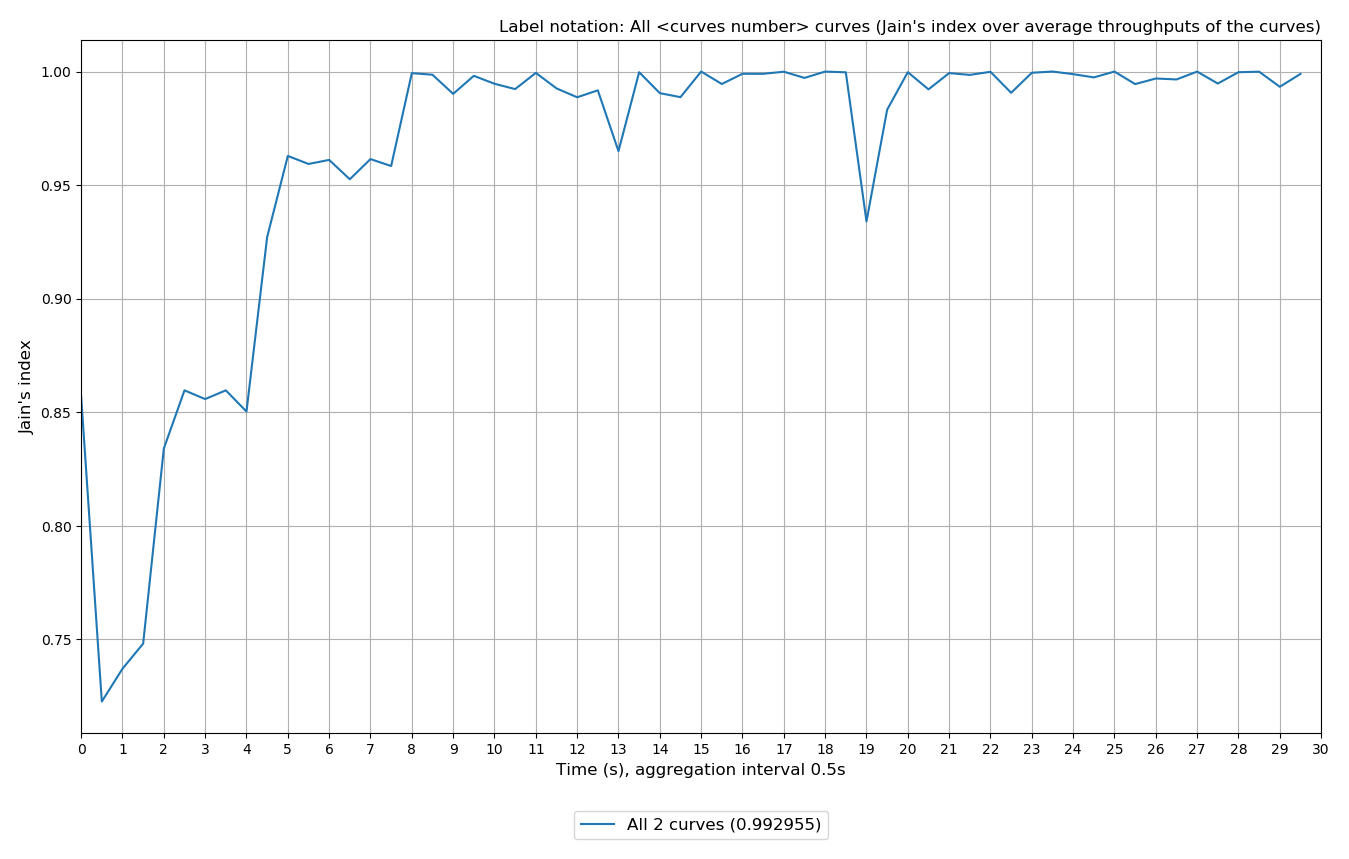 Label notation: All <curves number> curves (Jain's index over average throughputs of the curves)
1.00
0.95
0.90
0.85
0.80
0.75
Jain's index
0 1 2 3 4 5 6 7 8 9 10 11 12 13 14 15 16 17 18 19 20 21 22 23 24 25 26 27 28 29 30
Time (s), aggregation interval 0.5s
All 2 curves (0.992955)